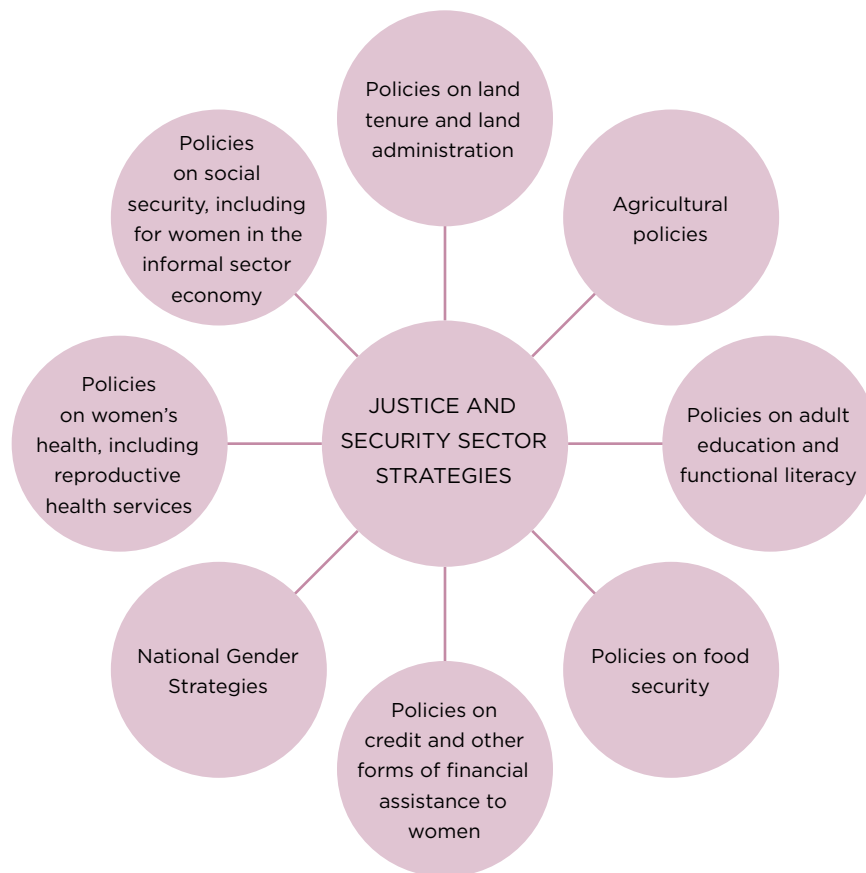 Policies on land
tenure and land
administration
Agricultural
policies
Policies on adult
education and
functional literacy
Policies on food
security
Policies on
credit and other
forms of financial
assistance to
women
National Gender
Strategies
Policies
on women’s
health, including
reproductive
health services
Policies
on social
security, including
for women in the
informal sector
economy
JUSTICE AND
SECURITY SECTOR
STRATEGIES